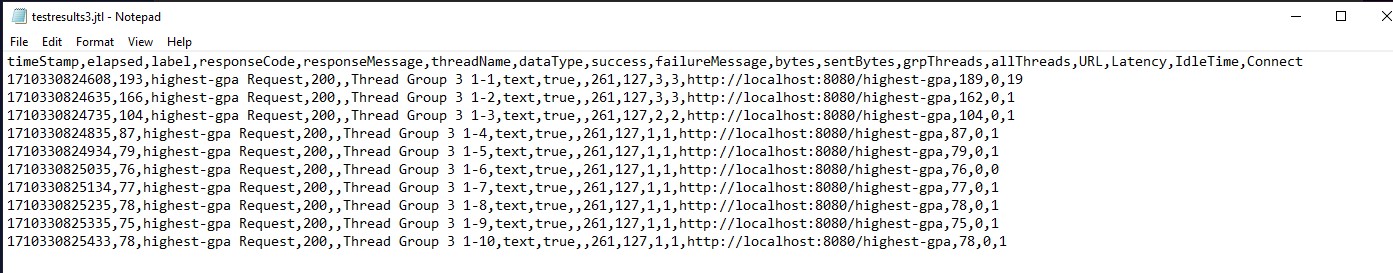 testresults3.jtl - Notepad
File Edit Format View Help
timeStamp,elapsed,label,responseCode,responseMessage,threadName,dataType,success,failureMessage,bytes,sentBytes,grpThreads,allThreads,URL,Latency,IdleTime,Connect
1710330824608,193,highest-gpa Request,200,,Thread Group 3 1-1,text,true,,261,127,3,3,http://localhost:8080/highest-gpa,189,0,19
1710330824635,166,highest-gpa Request,200,,Thread Group 3 1-2,text,true,,261,127,3,3,http://localhost:8080/highest-gpa,162,0,1
1710330824735,104,highest-gpa Request,200,,Thread Group 3 1-3,text,true,,261,127,2,2,http://localhost:8080/highest-gpa,104,0,1
1710330824835,87,highest-gpa Request,200,,Thread Group 3 1-4,text,true,,261,127,1,1,http://localhost:8080/highest-gpa,87,0,1
1710330824934,79,highest-gpa Request,200,,Thread Group 3 1-5,text,true,,261,127,1,1,http://localhost:8080/highest-gpa,79,0,1
1710330825035,76,highest-gpa Request,200,,Thread Group 3 1-6,text,true,,261,127,1,1,http://localhost:8080/highest-gpa,76,0,0
1710330825134,77,highest-gpa Request,200,,Thread Group 3 1-7,text,true,,261,127,1,1,http://localhost:8080/highest-gpa,77,0,1
1710330825235,78,highest-gpa Request,200,,Thread Group 3 1-8,text,true,,261,127,1,1,http://localhost:8080/highest-gpa,78,0,1
1710330825335,75,highest-gpa Request,200,,Thread Group 3 1-9,text,true,,261,127,1,1,http://localhost:8080/highest-gpa,75,0,1
1710330825433,78,highest-gpa Request,200,,Thread Group 3 1-10,text,true,,261,127,1,1,http://localhost:8080/highest-gpa,78,0,1